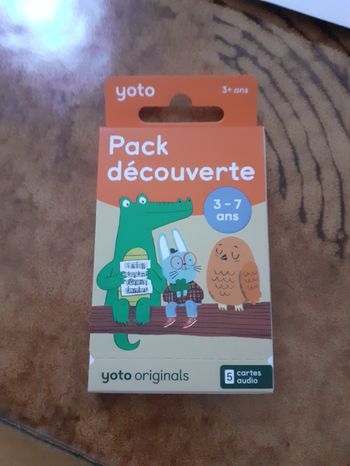 yoto
3+ ans
Pack
découverte
3 - 7
ans
yoto originals
5 cartes
audio